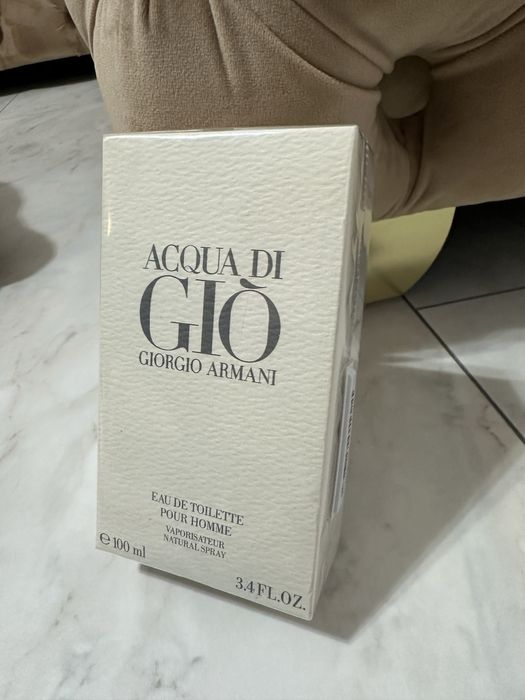 ACQUA DI
GIÒ
GIORGIO ARMANI
EAU DE TOILETTE
POUR HOMME
VAPORISATEUR
NATURAL SPRAY
℮ 100 ml
3.4 FL.OZ.